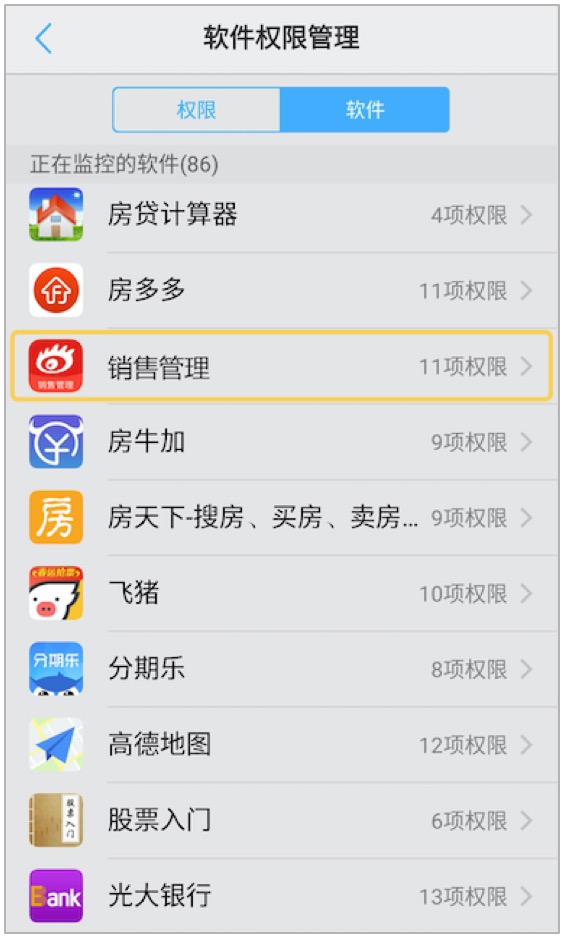 软件权限管理
权限
软件
正在监控的软件(86)
房贷计算器
4项权限
房多多
11项权限
销售管理
销售管理
11项权限
房牛加
9项权限
房
房天下-搜房、买房、卖房...
9项权限
春运抢票
飞猪
10项权限
分期乐
分期乐
8项权限
高德地图
12项权限
股票入门
股票入门
6项权限
Bank
光大银行
13项权限